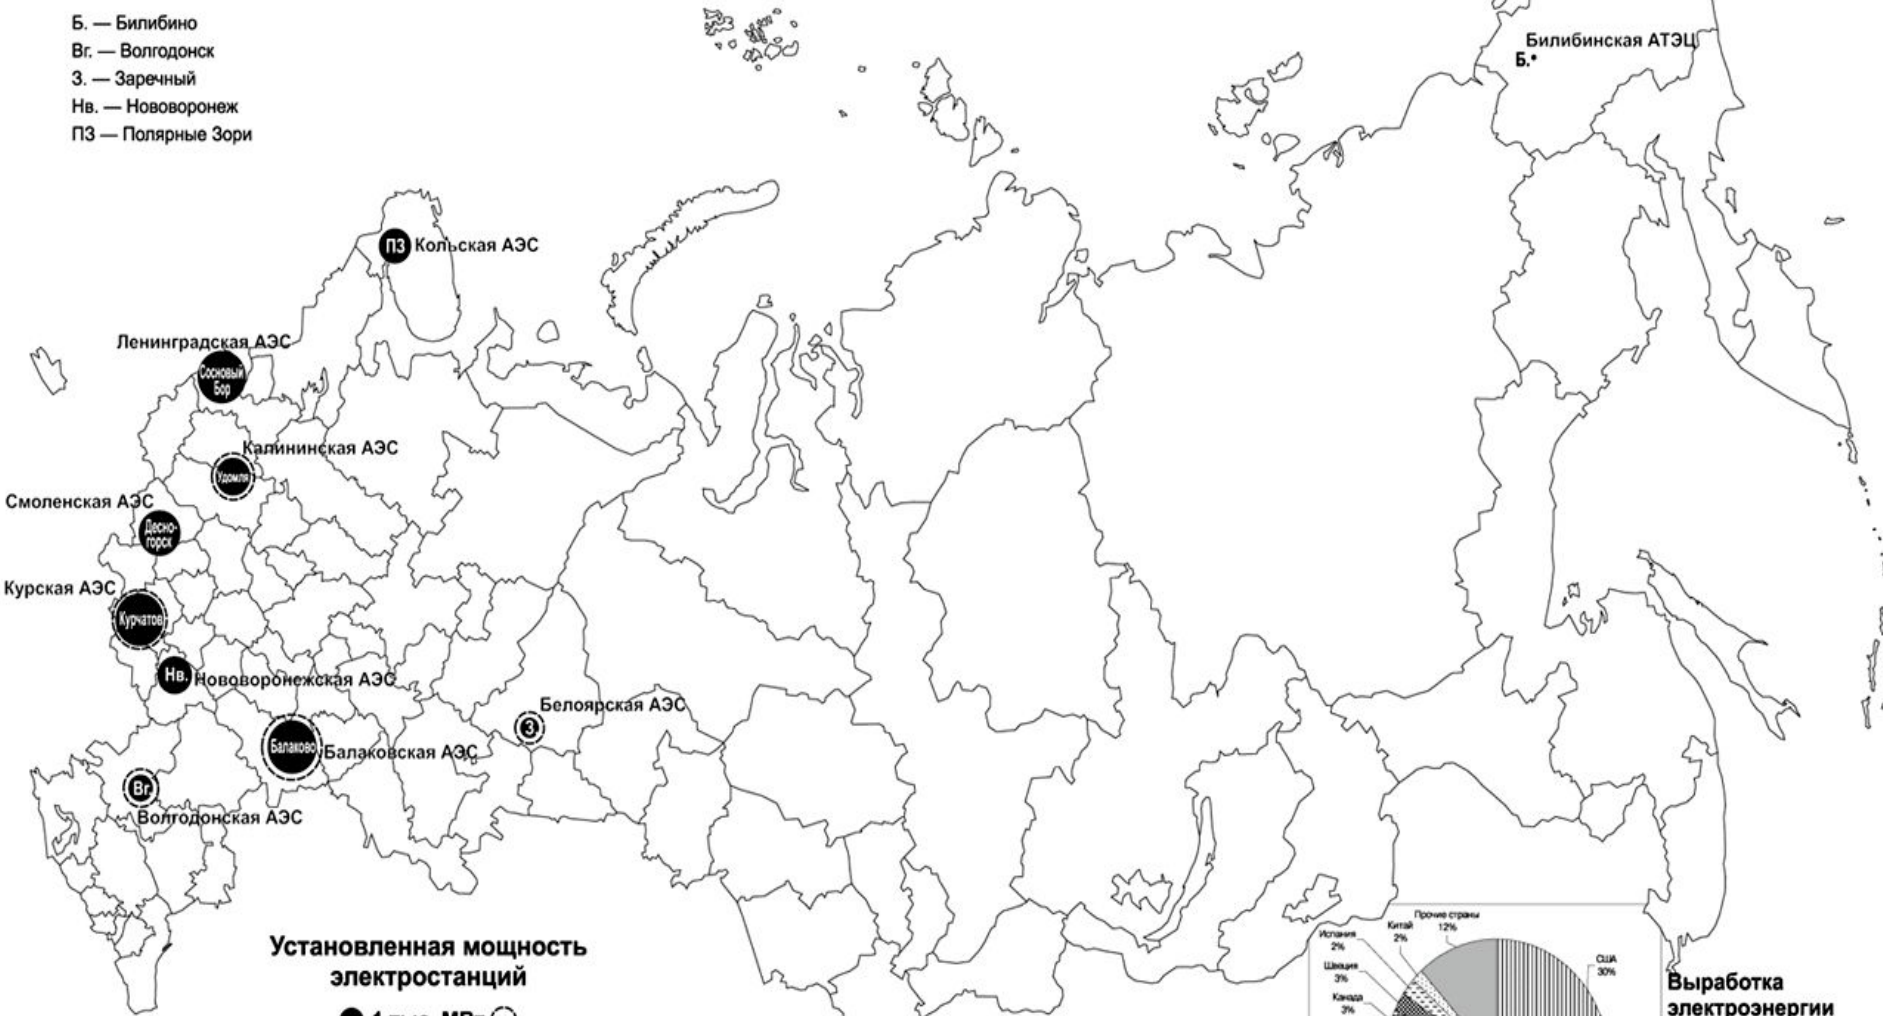 Б. — Билибино
Вг. — Волгодонск
З. — Заречный
Нв. — Нововоронеж
ПЗ — Полярные Зори
Билибинская АТЭЦ
Б.
ПЗ Кольская АЭС
Ленинградская АЭС
Сосновый
Бор
Калининская АЭС
Удомля
Смоленская АЭС
Десно-
горск
Курская АЭС
Курчатов
Нв. Нововоронежская АЭС
Белоярская АЭС
З.
Балаково
Балаковская АЭС
Вг.
Волгодонская АЭС
Установленная мощность
электростанций
Прочие страны
12%
Китай
2%
Испания
2%
Швеция
3%
Канада
3%
США
30%
Выработка
электроэнергии